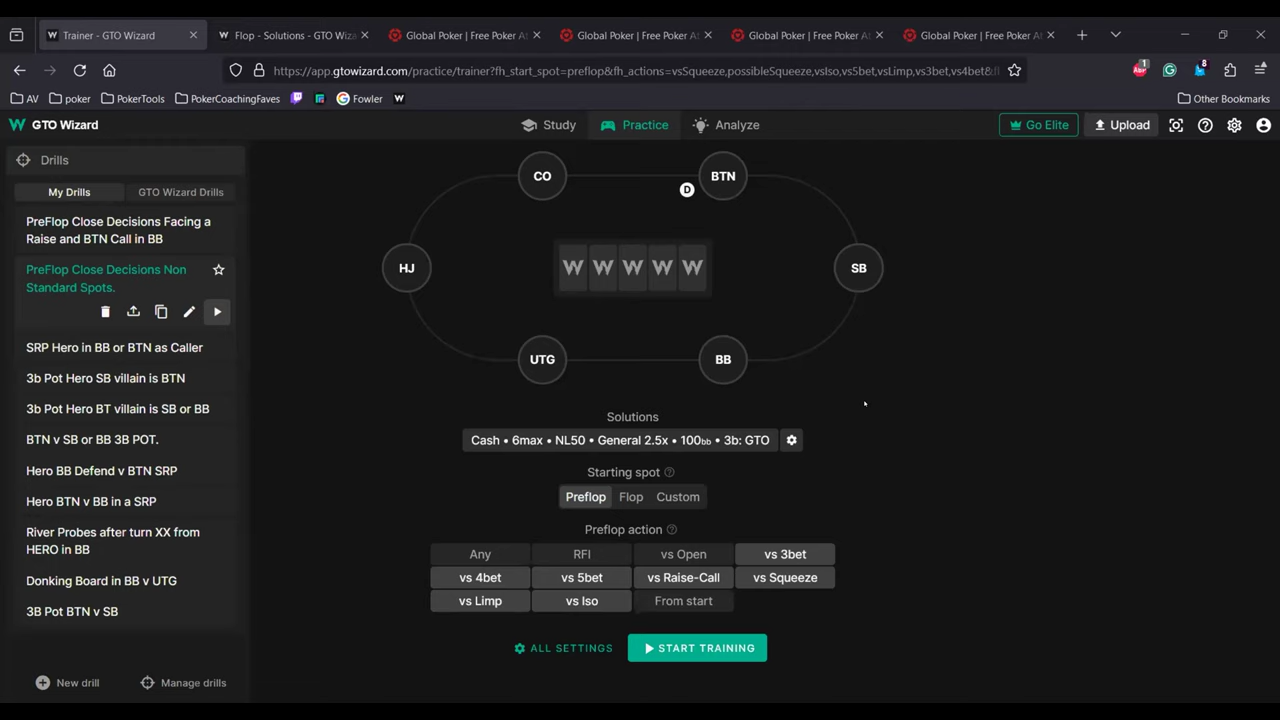 Trainer - GTO Wizard
Flop - Solutions - GTO Wiza
Global Poker | Free Poker At
Global Poker | Free Poker At
Global Poker | Free Poker At
Global Poker | Free Poker At
https://app.gtowizard.com/practice/trainer?fh_start_spot=preflop&fh_actions=vsSqueeze,possibleSqueeze,vsIso,vs5bet,vsLimp,vs3bet,vs4bet&f
1
8
AV
poker
PokerTools
PokerCoachingFaves
Fowler
Other Bookmarks
GTO Wizard
Study
Practice
Analyze
Go Elite
Upload
Drills
My Drills
GTO Wizard Drills
PreFlop Close Decisions Facing a
Raise and BTN Call in BB
PreFlop Close Decisions Non
Standard Spots.
SRP Hero in BB or BTN as Caller
3b Pot Hero SB villain is BTN
3b Pot Hero BT villain is SB or BB
BTN v SB or BB 3B POT.
Hero BB Defend v BTN SRP
Hero BTN v BB in a SRP
River Probes after turn XX from
HERO in BB
Donking Board in BB v UTG
3B Pot BTN v SB
New drill
Manage drills
CO
BTN
D
HJ
SB
UTG
BB
Solutions
Cash • 6max • NL50 • General 2.5x • 100bb • 3b: GTO
Starting spot
Preflop Flop Custom
Preflop action
Any RFI vs Open vs 3bet
vs 4bet vs 5bet vs Raise-Call vs Squeeze
vs Limp vs Iso From start
ALL SETTINGS
START TRAINING